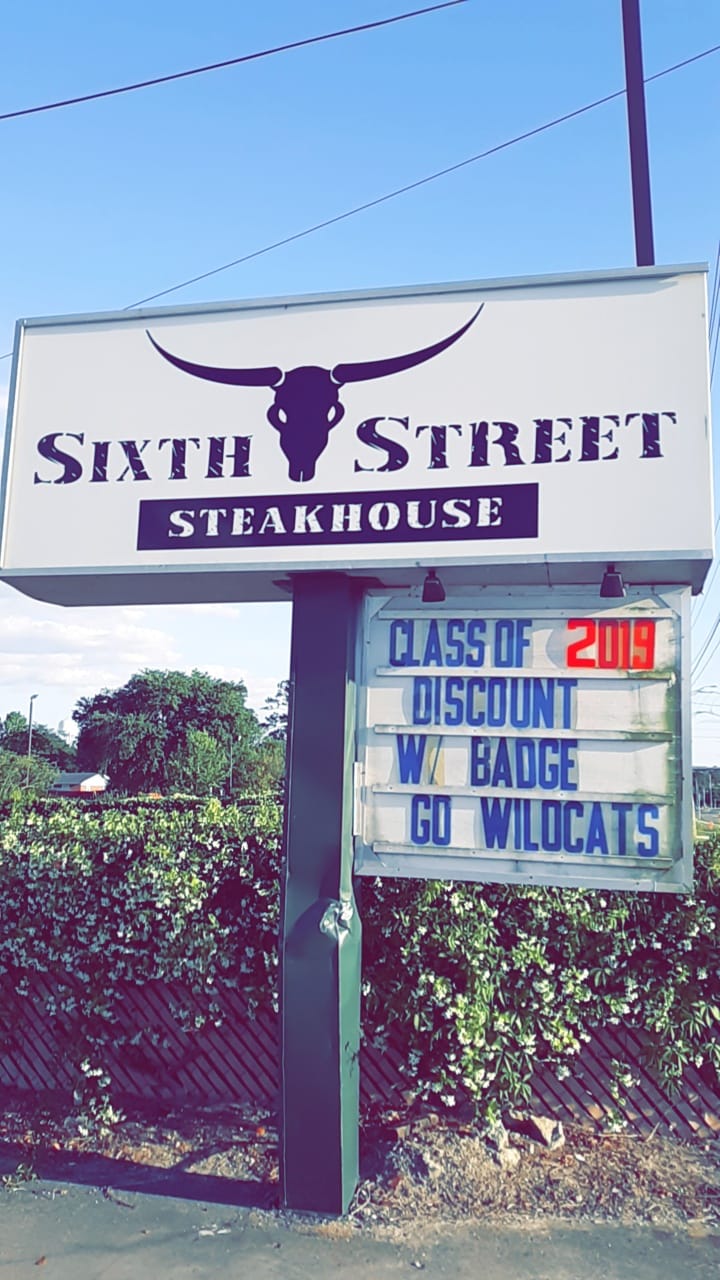 SIXTH STREET
STEAKHOUSE
CLASS OF 2019
DISCOUNT
W/ BADGE
GO WILDCATS